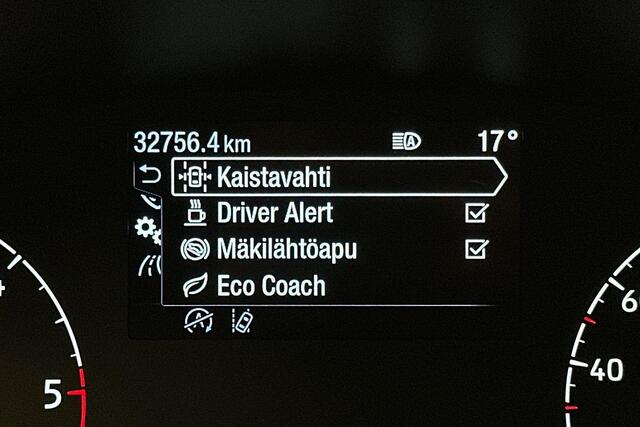 32756.4 km 17°
Kaistavahti
Driver Alert
Mäkilähtöapu
Eco Coach
5
6
40